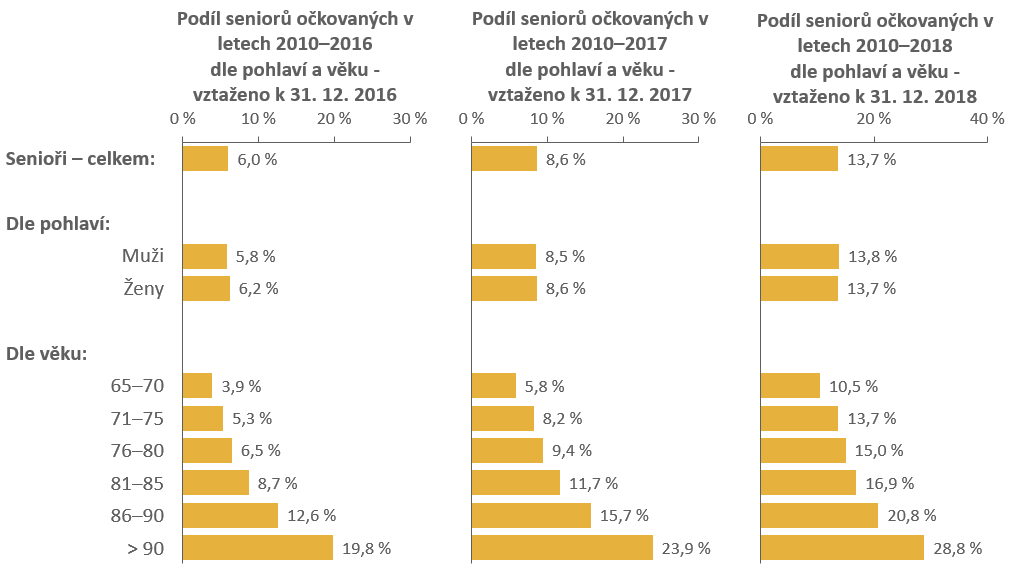 Podíl seniorů očkovaných v
letech 2010–2016
dle pohlaví a věku -
vztaženo k 31. 12. 2016
Podíl seniorů očkovaných v
letech 2010–2017
dle pohlaví a věku -
vztaženo k 31. 12. 2017
Podíl seniorů očkovaných v
letech 2010–2018
dle pohlaví a věku -
vztaženo k 31. 12. 2018
0 % 10 % 20 % 30 % 0 % 10 % 20 % 30 % 0 % 20 % 40 %
Senioři – celkem: 6,0 % 8,6 % 13,7 %
Dle pohlaví:
Muži 5,8 % 8,5 % 13,8 %
Ženy 6,2 % 8,6 % 13,7 %
Dle věku:
65–70 3,9 % 5,8 % 10,5 %
71–75 5,3 % 8,2 % 13,7 %
76–80 6,5 % 9,4 % 15,0 %
81–85 8,7 % 11,7 % 16,9 %
86–90 12,6 % 15,7 % 20,8 %
> 90 19,8 % 23,9 % 28,8 %